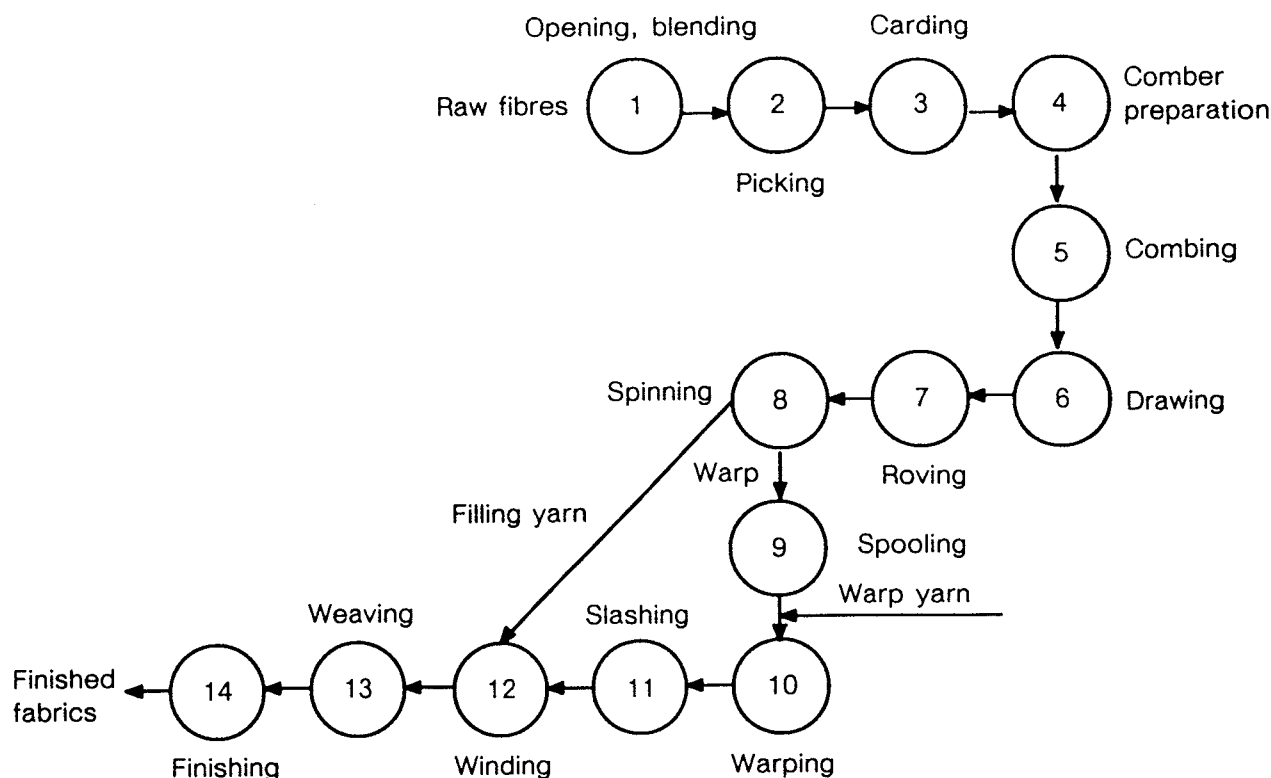 Opening, blending
Carding
Raw fibres
1
2
3
4
Comber
preparation
Picking
5
Combing
Spinning
8
7
6
Drawing
Warp
Roving
Filling yarn
9
Spooling
Warp yarn
Weaving
Slashing
Finished
fabrics
14
13
12
11
10
Finishing
Winding
Warping